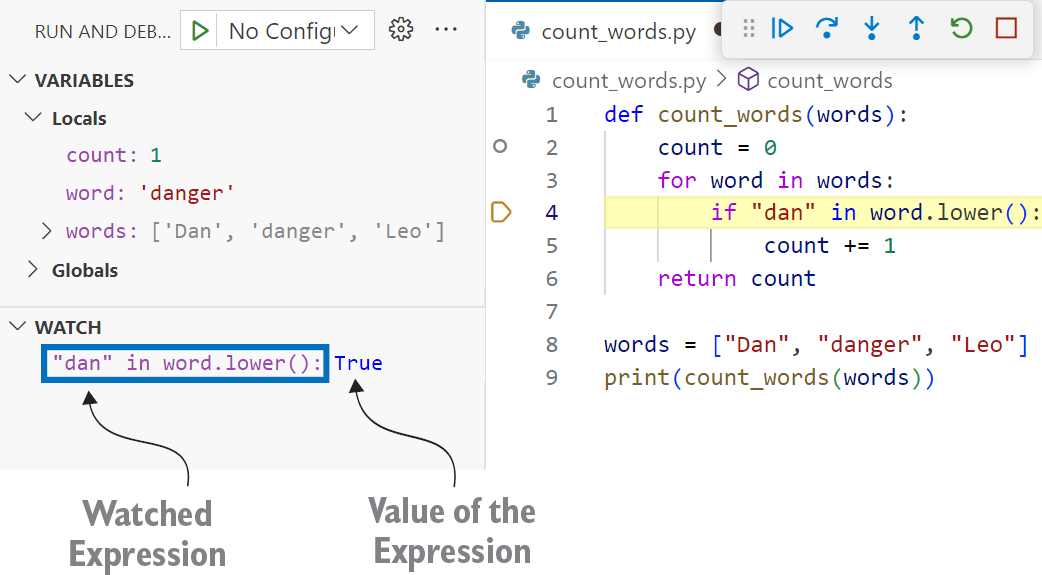 RUN AND DEB... No Config
VARIABLES
Locals
count: 1
word: 'danger'
words: ['Dan', 'danger', 'Leo']
Globals
WATCH
"dan" in word.lower(): True
Watched
Expression
Value of the
Expression
count_words.py
count_words.py > count_words
1 def count_words(words):
2 count = 0
3 for word in words:
4 if "dan" in word.lower():
5 count += 1
6 return count
7
8 words = ["Dan", "danger", "Leo"]
9 print(count_words(words))